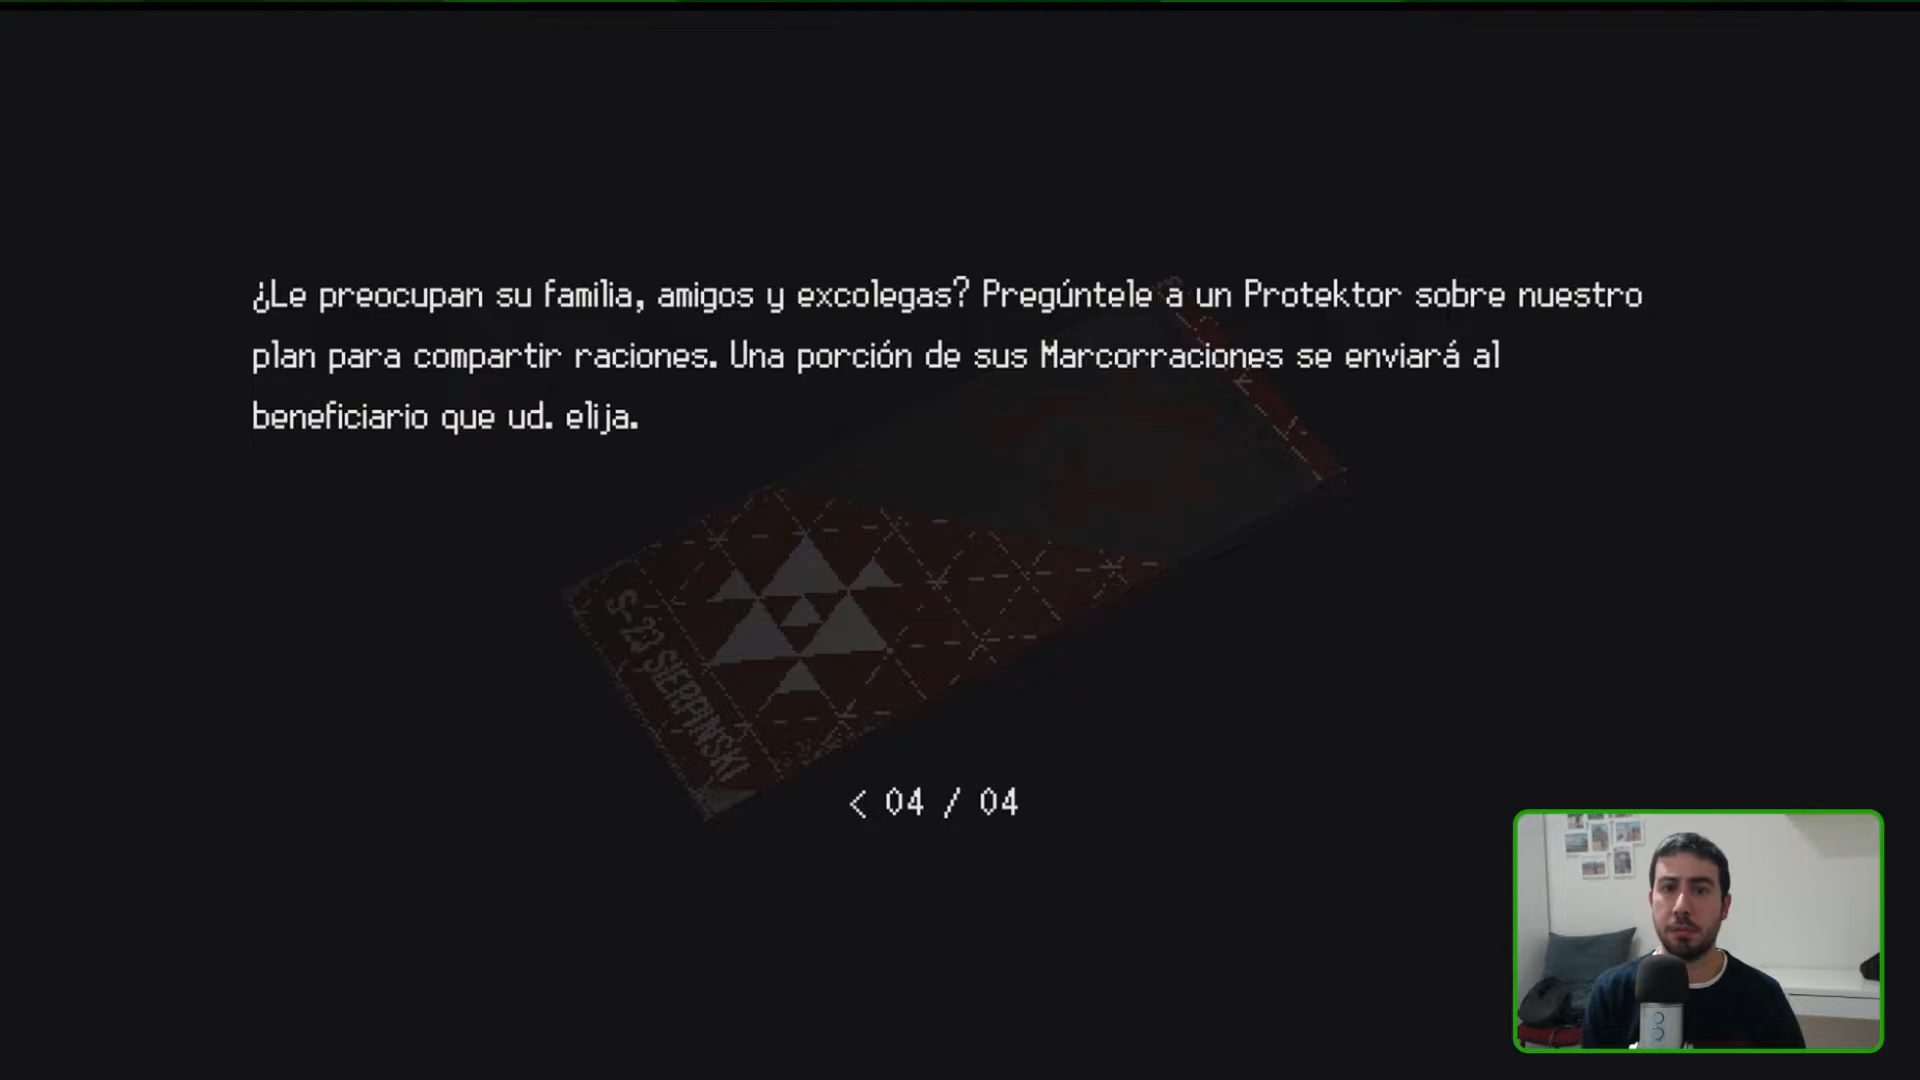 ¿Le preocupan su familia, amigos y excolegas? Pregúntele a un Protektor sobre nuestro
plan para compartir raciones. Una porción de sus Marcorraciones se enviará al
beneficiario que ud. elija.
S-23 SIERPINSKI
< 04 / 04